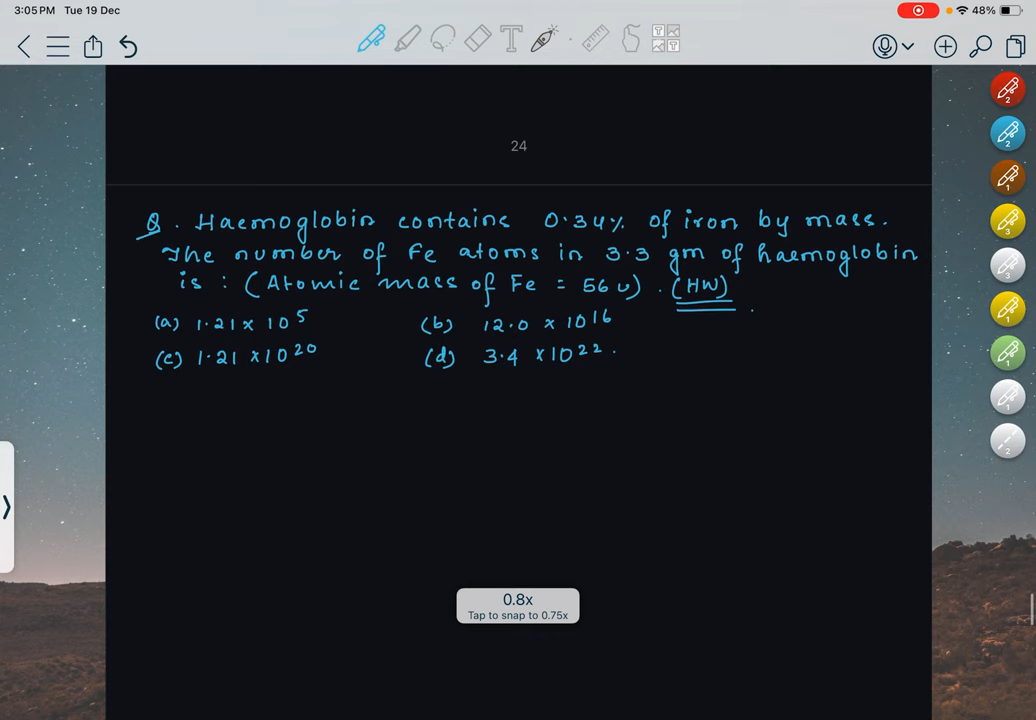 3:05 PM Tue 19 Dec
48%
24
Q. Haemoglobin contains 0.34% of iron by mass.
The number of Fe atoms in 3.3 gm of haemoglobin
is : (Atomic mass of Fe = 56 u). (HW)
(a) 1.21 x 10^5 (b) 12.0 x 10^16
(c) 1.21 x 10^20 (d) 3.4 x 10^22.
0.8x
Tap to snap to 0.75x